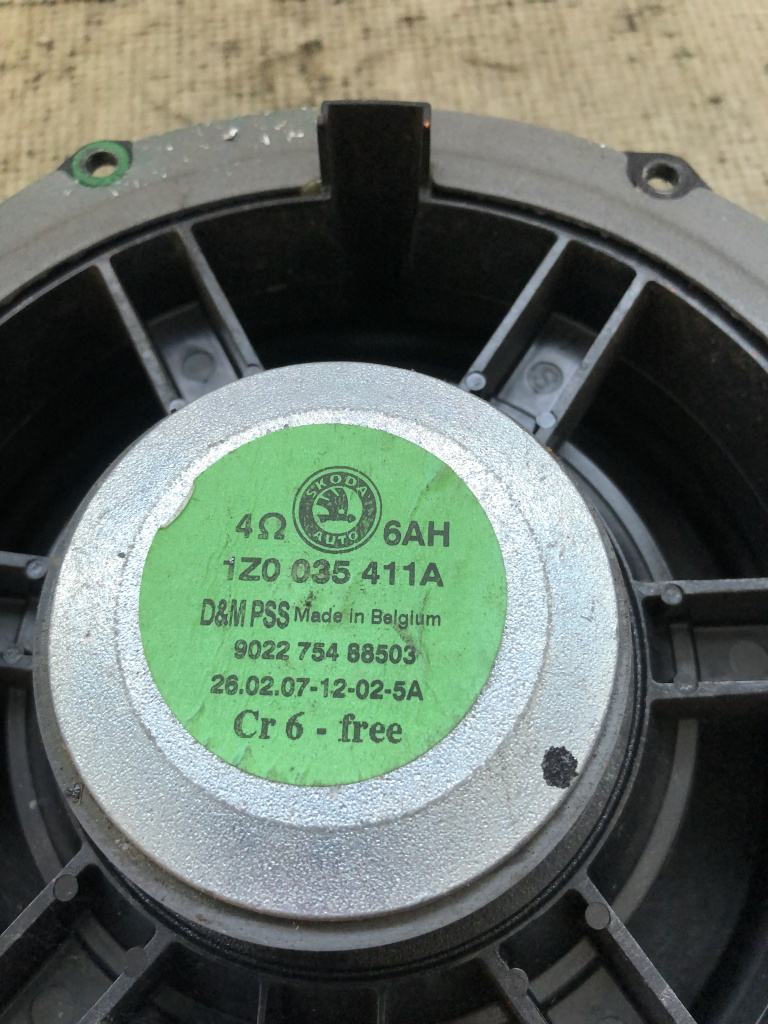 SKODA
AUTO
4Ω 6AH
1Z0 035 411A
D&M PSS Made in Belgium
9022 754 88503
26.02.07-12-02-5A
Cr 6 - free